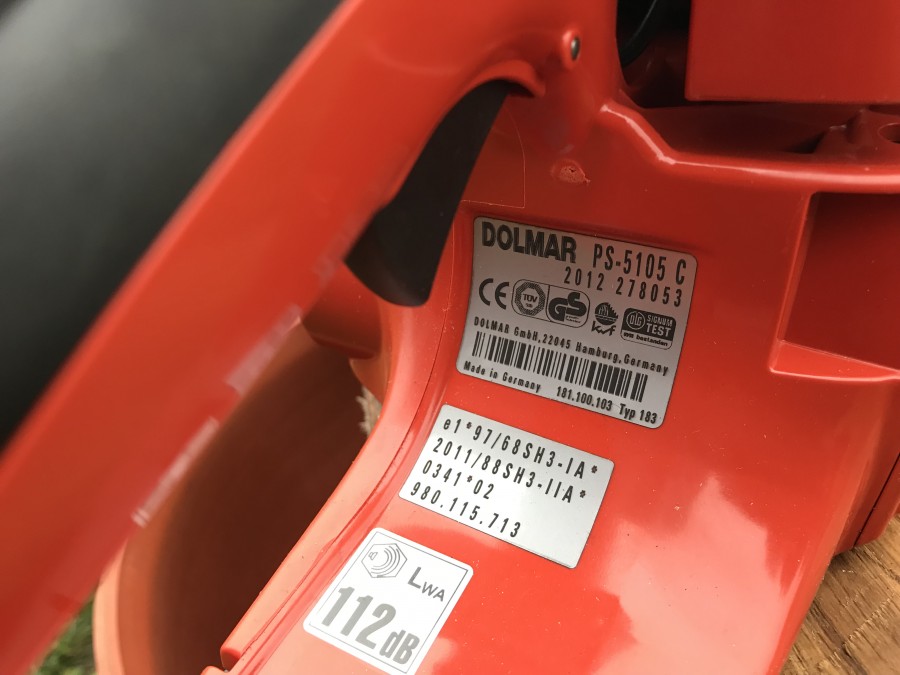 DOLMAR PS-5105 C
2012 278053
CE TÜV GS KWF DLG SIGNUM TEST
DOLMAR GmbH,22045 Hamburg,Germany
Made in Germany 181.100.103 Typ 183
e1*97/68SH3-IA*
2011/88SH3-IIA*
0341*02
980.115.713
LWA
112dB